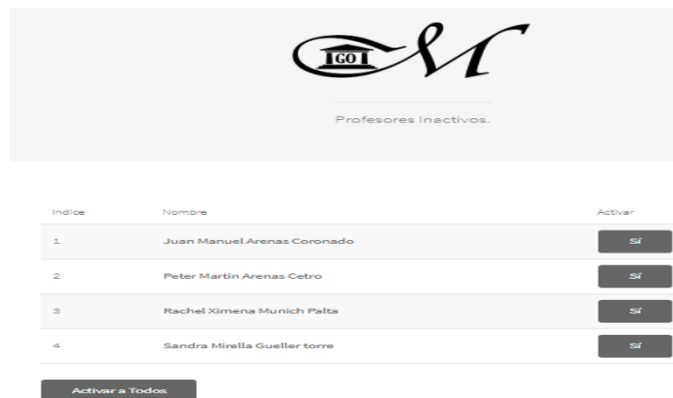 GO M
Profesores Inactivos.
Indice Nombre Activar
1 Juan Manuel Arenas Coronado Sí
2 Peter Martin Arenas Cetro Sí
3 Rachel Ximena Munich Palta Sí
4 Sandra Mirella Gueller torre Sí
Activar a Todos